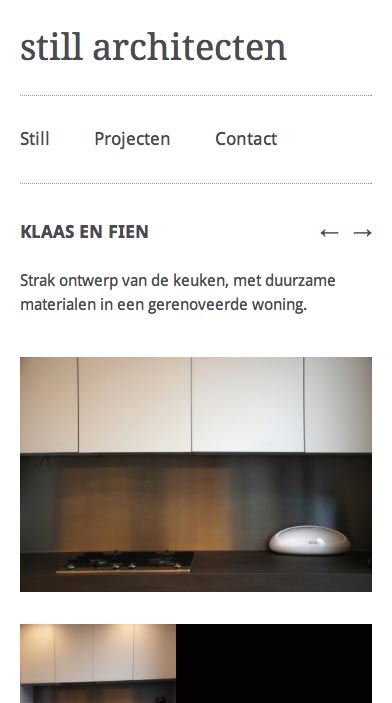 still architecten
Still Projecten Contact
KLAAS EN FIEN ← →
Strak ontwerp van de keuken, met duurzame
materialen in een gerenoveerde woning.